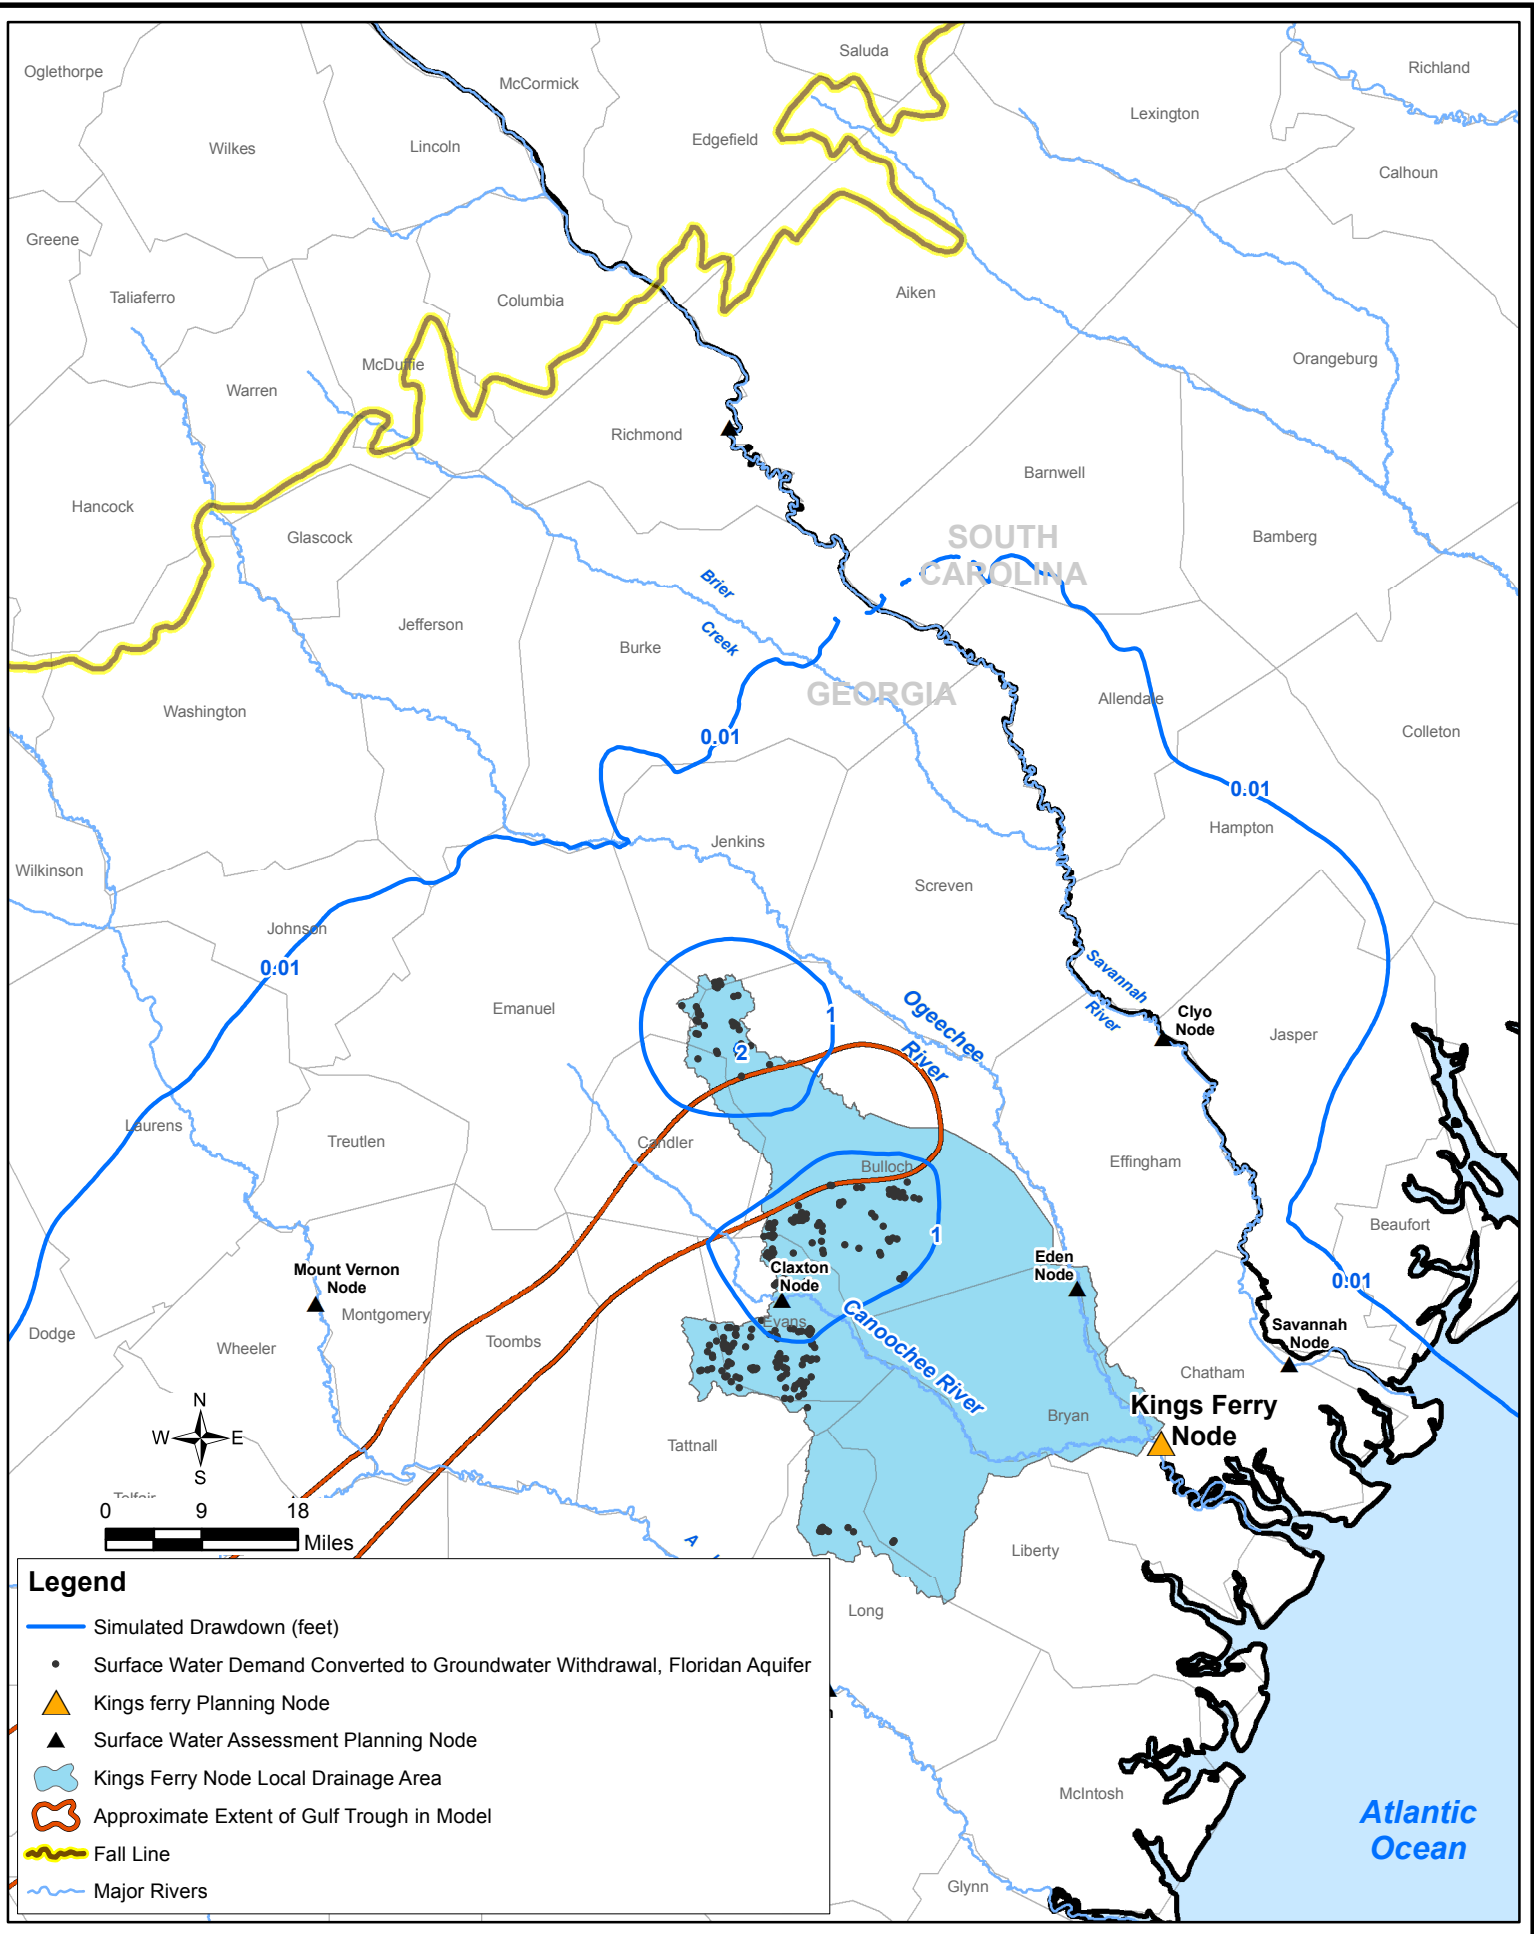 Saluda
Richland
Oglethorpe
McCormick
Lexington
Edgefield
Lincoln
Wilkes
Calhoun
Greene
Taliaferro
Columbia
Aiken
McDuffie
Orangeburg
Warren
Richmond
Barnwell
Hancock
Glascock
SOUTH
CAROLINA
Bamberg
Brier
Creek
Jefferson
Burke
GEORGIA
Allendale
Washington
0.01
Colleton
0.01
Hampton
Jenkins
Wilkinson
Screven
Johnson
0.01
Savannah
River
Emanuel
Ogeechee
River
1
2
Clyo
Node
Jasper
Laurens
Treutlen
Candler
Bulloch
Effingham
Beaufort
1
Eden
Node
Claxton
Node
Mount Vernon
Node
0.01
Montgomery
Evans
Canoochee River
Savannah
Node
Dodge
Wheeler
Toombs
Chatham
Kings Ferry
Node
Bryan
Tattnall
N
W E
S
Telfair
0 9 18
Miles
A
Liberty
Long
Legend
Simulated Drawdown (feet)
Surface Water Demand Converted to Groundwater Withdrawal, Floridan Aquifer
Kings ferry Planning Node
Surface Water Assessment Planning Node
Kings Ferry Node Local Drainage Area
Approximate Extent of Gulf Trough in Model
Fall Line
Major Rivers
McIntosh
Atlantic
Ocean
Glynn